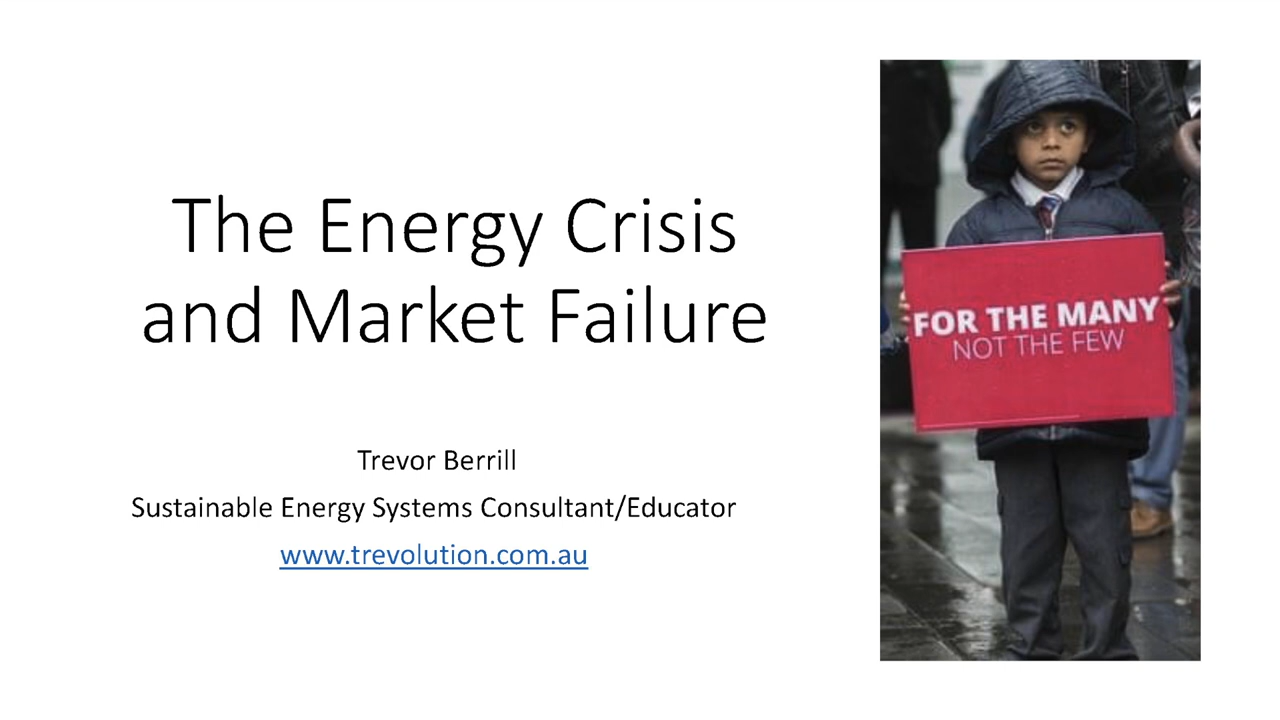 The Energy Crisis
and Market Failure
Trevor Berrill
Sustainable Energy Systems Consultant/Educator
www.trevolution.com.au
FOR THE MANY
NOT THE FEW